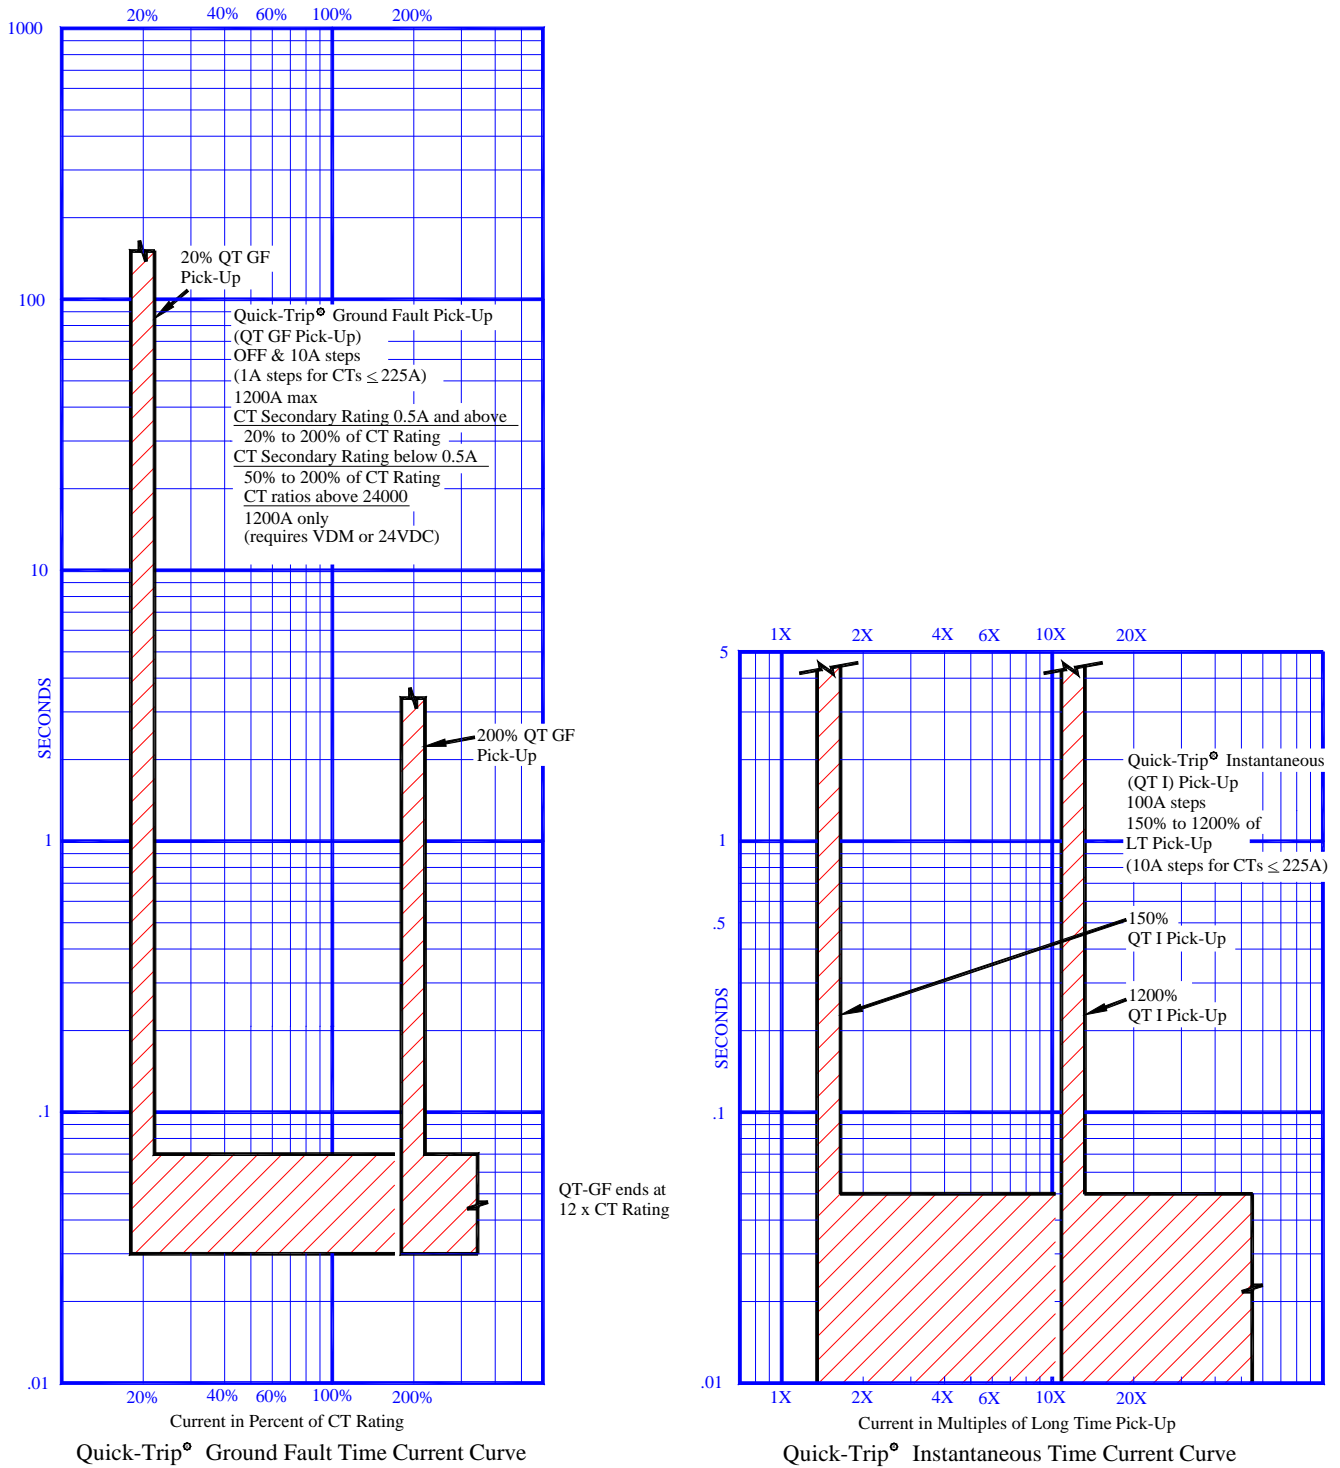 20% 40% 60% 100% 200%
1000
100
10
1
.1
.01
SECONDS
20% QT GF
Pick-Up
Quick-Trip® Ground Fault Pick-Up
(QT GF Pick-Up)
OFF & 10A steps
(1A steps for CTs ≤ 225A)
1200A max
CT Secondary Rating 0.5A and above
20% to 200% of CT Rating
CT Secondary Rating below 0.5A
50% to 200% of CT Rating
CT ratios above 24000
1200A only
(requires VDM or 24VDC)
200% QT GF
Pick-Up
QT-GF ends at
12 x CT Rating
20% 40% 60% 100% 200%
Current in Percent of CT Rating
Quick-Trip® Ground Fault Time Current Curve
1X 2X 4X 6X 10X 20X
5
1
.5
.1
.01
SECONDS
Quick-Trip® Instantaneous
(QT I) Pick-Up
100A steps
150% to 1200% of
LT Pick-Up
(10A steps for CTs ≤ 225A)
150%
QT I Pick-Up
1200%
QT I Pick-Up
1X 2X 4X 6X 10X 20X
Current in Multiples of Long Time Pick-Up
Quick-Trip® Instantaneous Time Current Curve